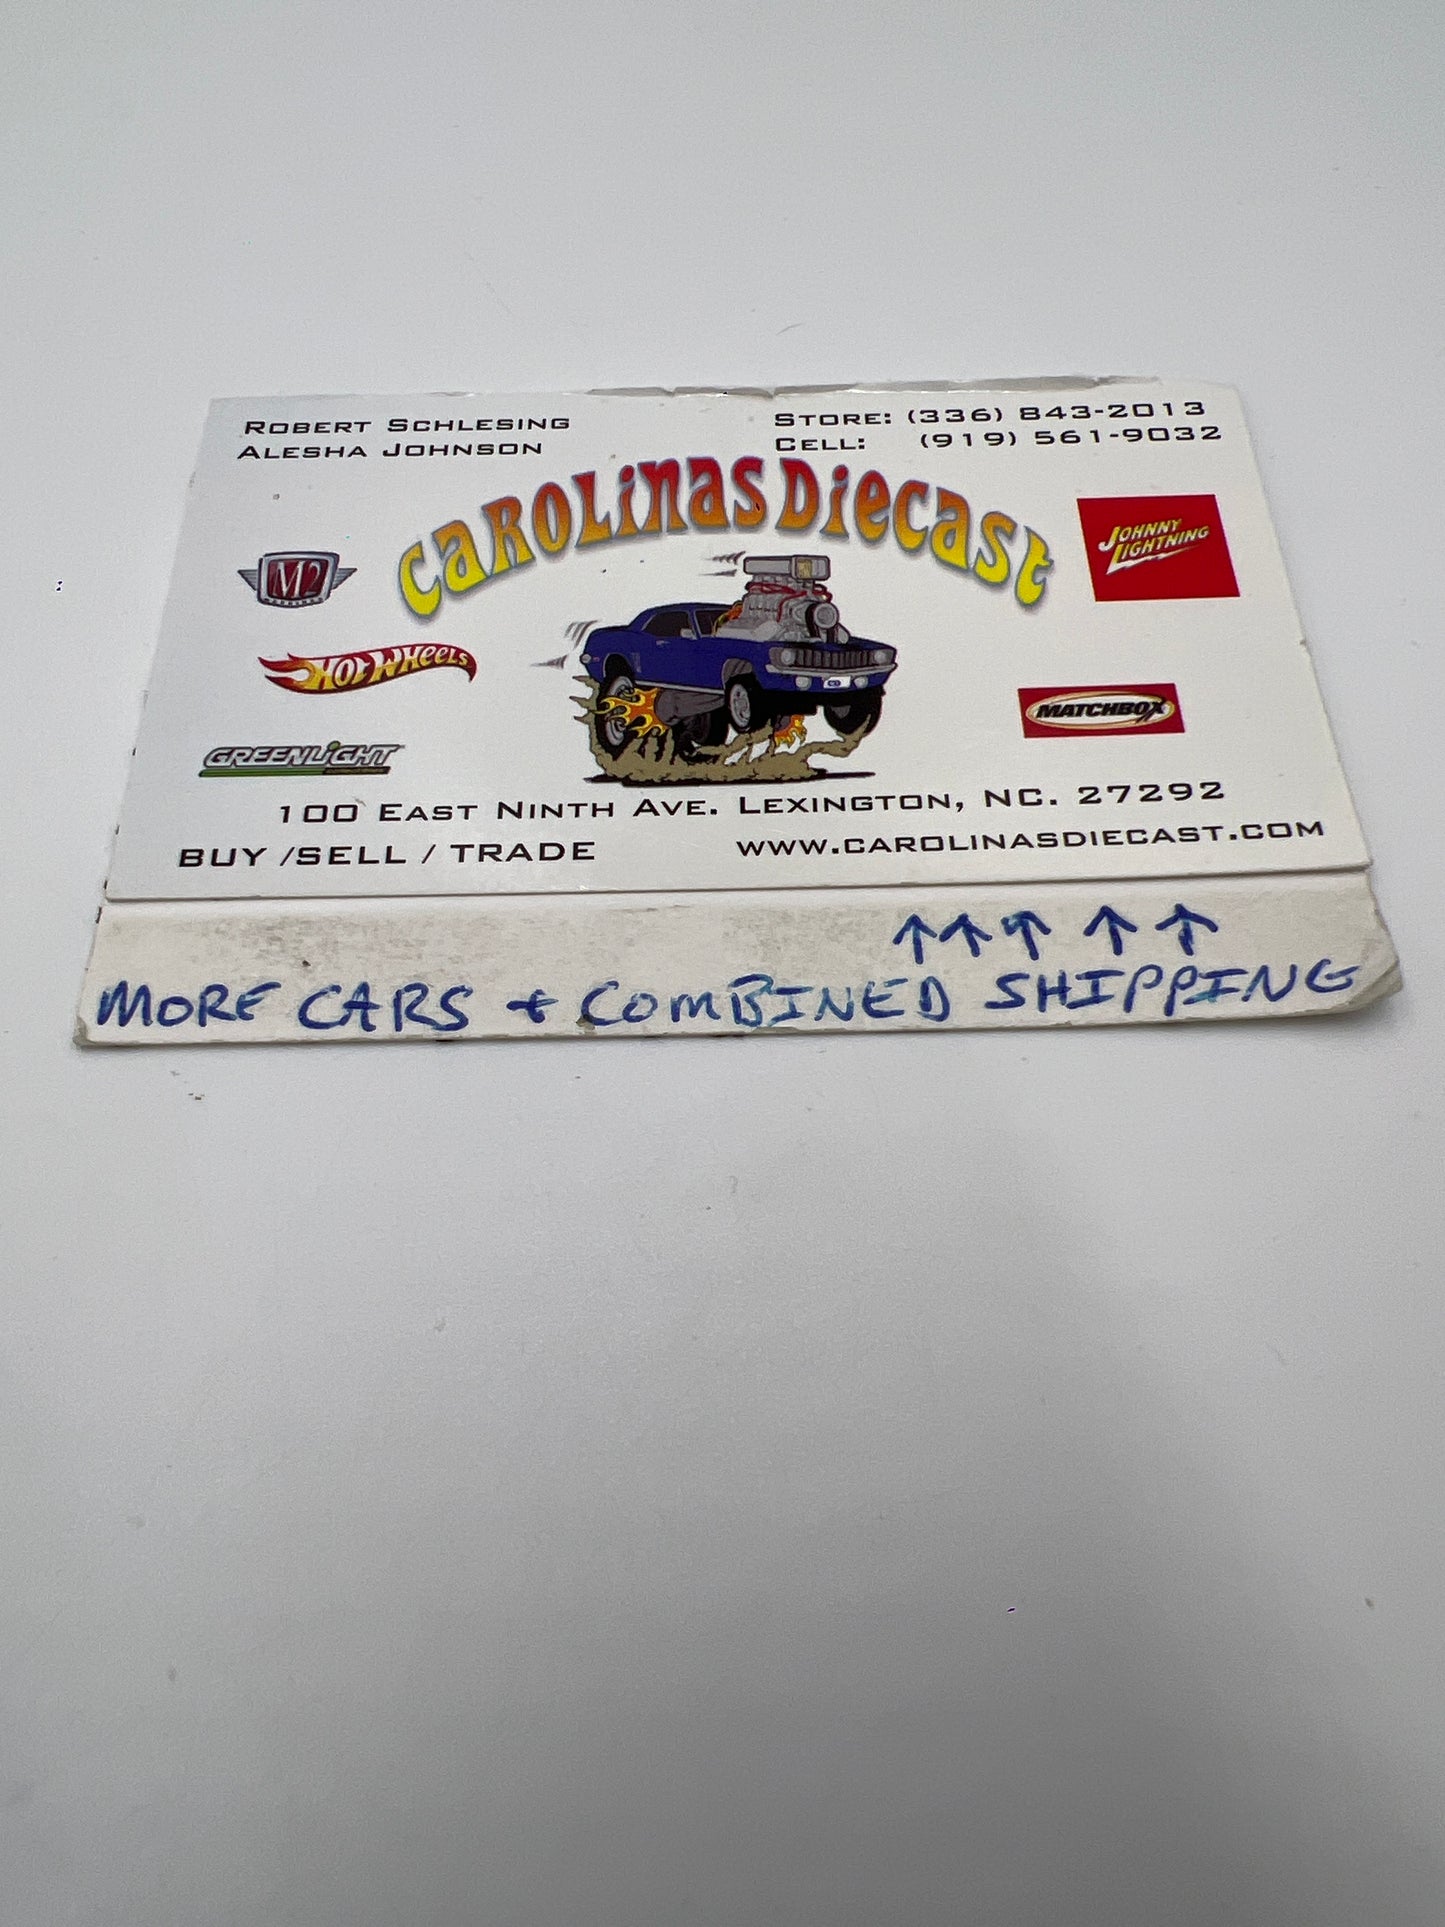 ROBERT SCHLESING
ALESHA JOHNSON
STORE: (336) 843-2013
CELL: (919) 561-9032
CAROLINAS DIECAST
M2
MACHINES
JOHNNY
LIGHTNING
HOT WHEELS
MATCHBOX
GREENLiGHT
100 EAST NINTH AVE. LEXINGTON, NC. 27292
BUY /SELL / TRADE
WWW.CAROLINASDIECAST.COM
↑ ↑ ↑ ↑ ↑
MORE CARS + COMBINED SHIPPING